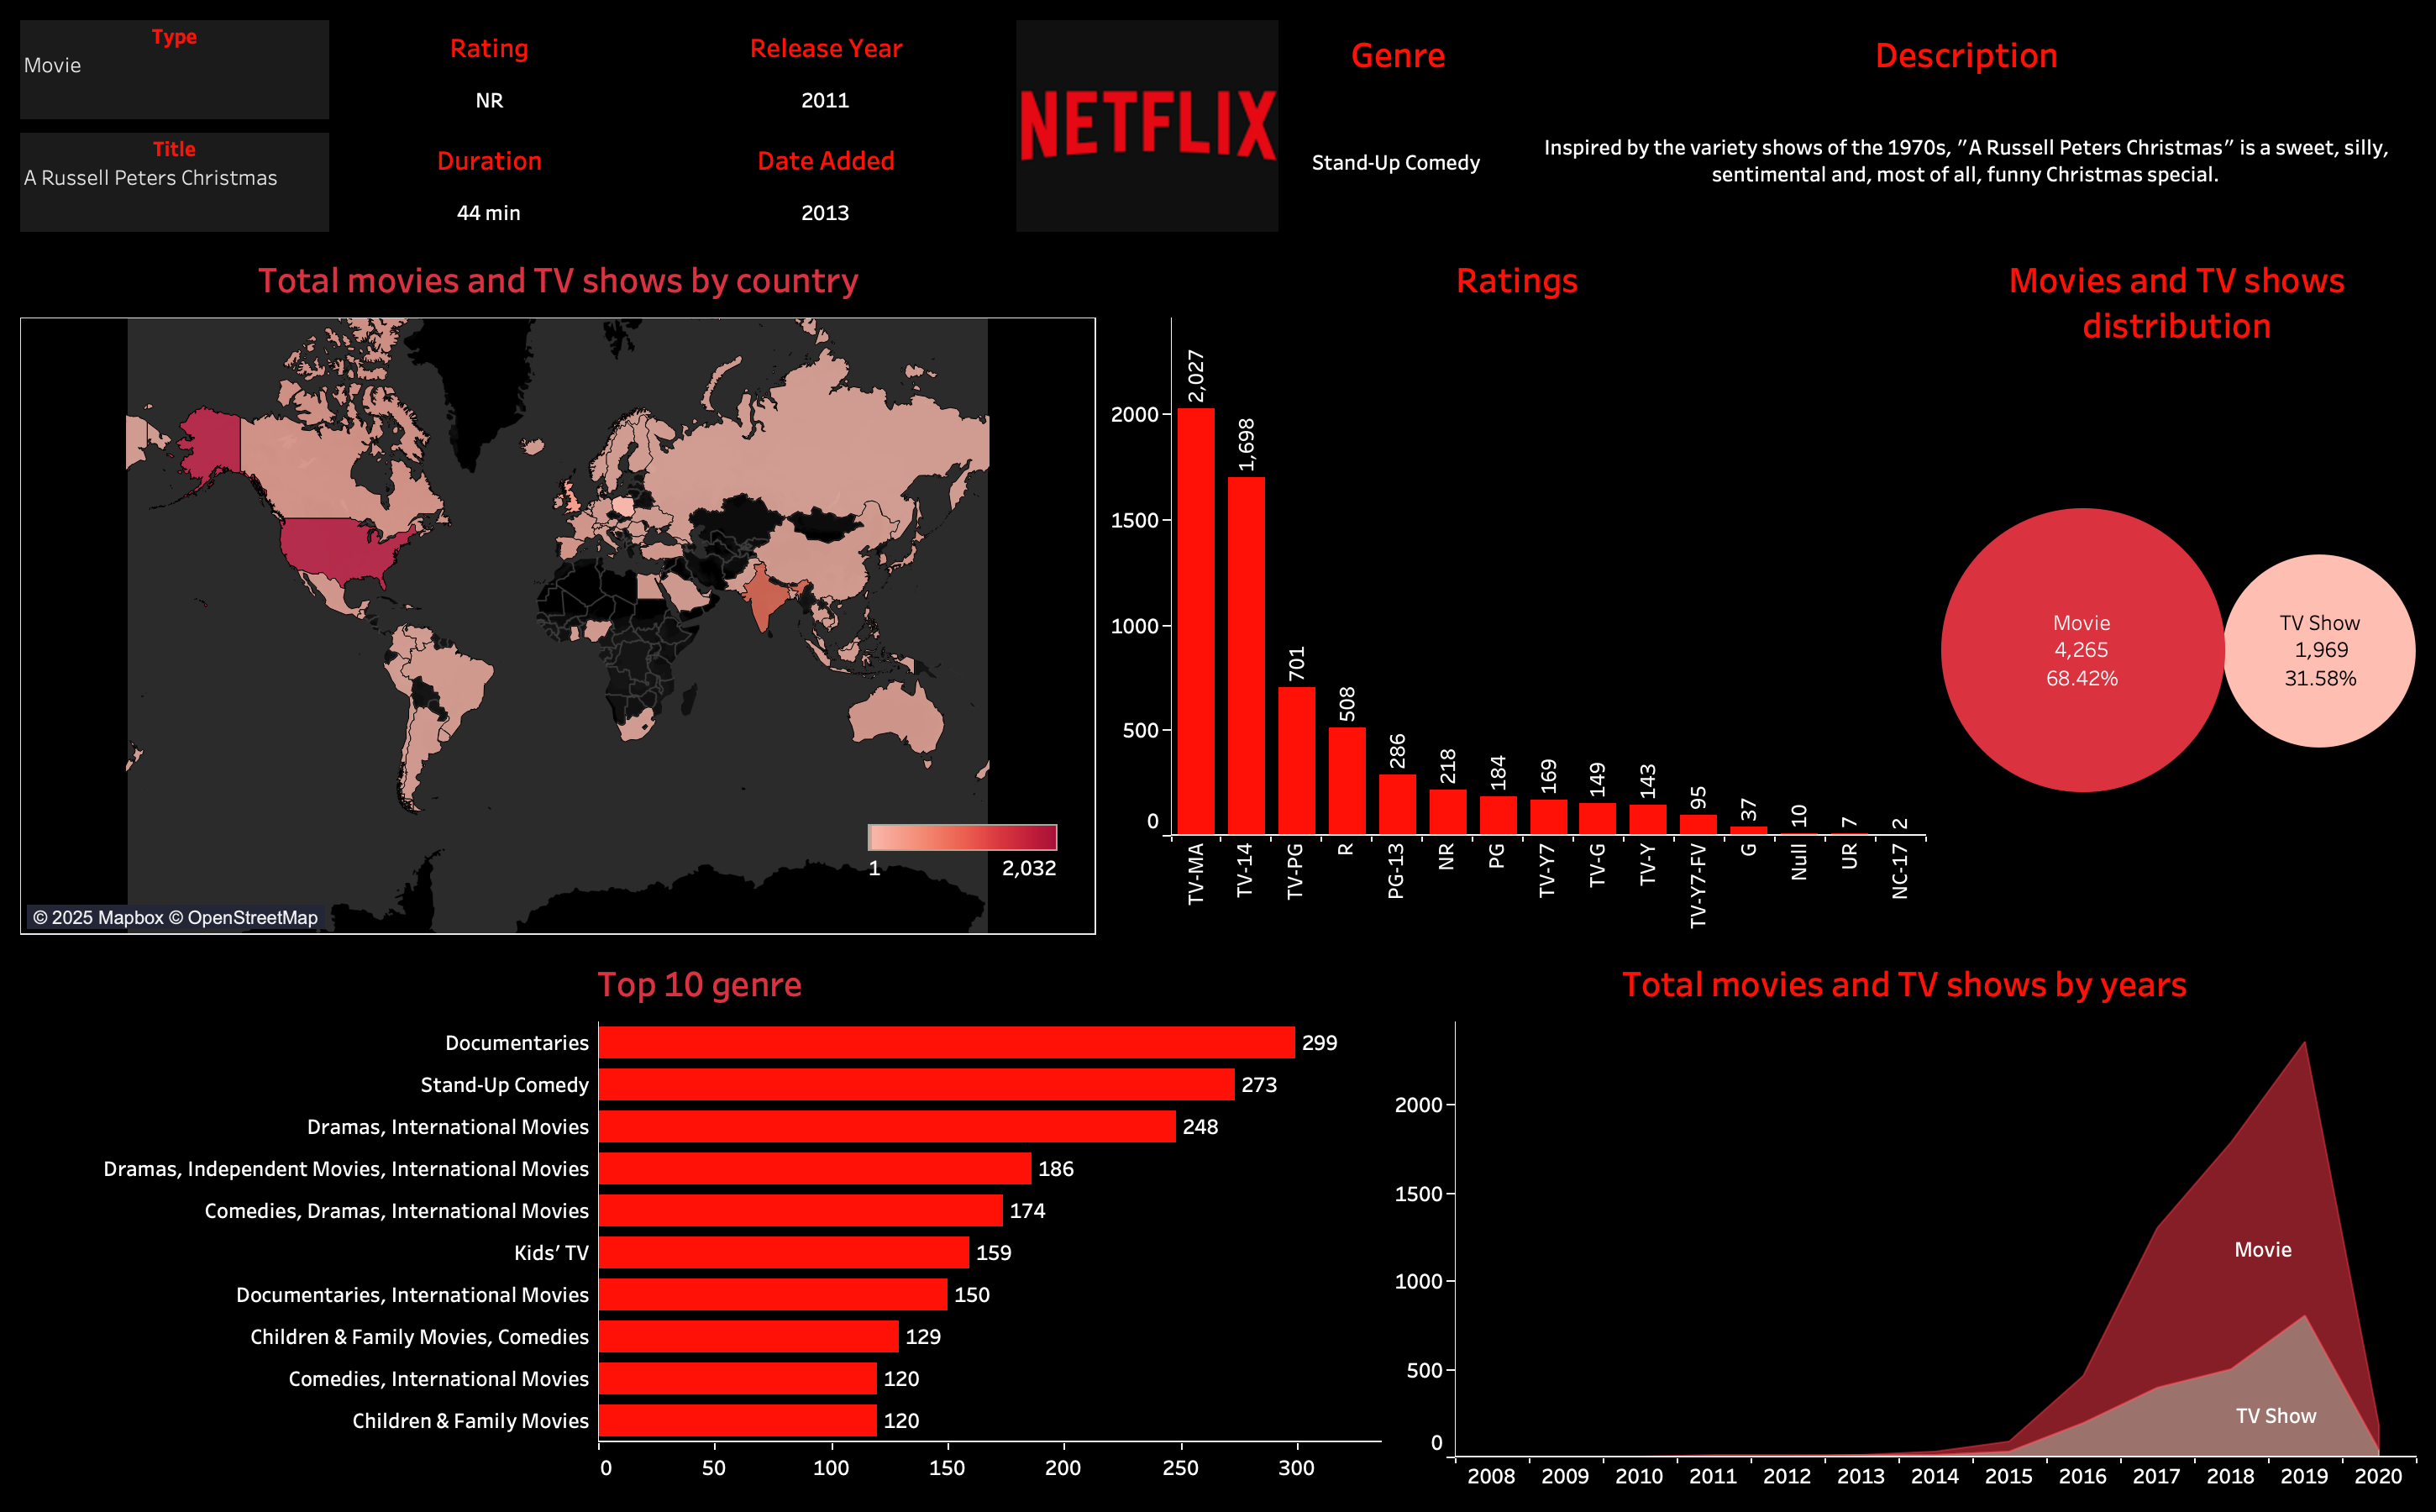 Type
Movie
Title
A Russell Peters Christmas
Rating
NR
Release Year
2011
Duration
44 min
Date Added
2013
NETFLIX
Genre
Stand-Up Comedy
Description
Inspired by the variety shows of the 1970s, "A Russell Peters Christmas" is a sweet, silly,
sentimental and, most of all, funny Christmas special.
Total movies and TV shows by country
1
2,032
© 2025 Mapbox © OpenStreetMap
Ratings
2000
1500
1000
500
0
2,027
1,698
701
508
286
218
184
169
149
143
95
37
10
7
2
TV-MA
TV-14
TV-PG
R
PG-13
NR
PG
TV-Y7
TV-G
TV-Y
TV-Y7-FV
G
Null
UR
NC-17
Movies and TV shows
distribution
Movie
4,265
68.42%
TV Show
1,969
31.58%
Top 10 genre
Documentaries 299
Stand-Up Comedy 273
Dramas, International Movies 248
Dramas, Independent Movies, International Movies 186
Comedies, Dramas, International Movies 174
Kids' TV 159
Documentaries, International Movies 150
Children & Family Movies, Comedies 129
Comedies, International Movies 120
Children & Family Movies 120
0 50 100 150 200 250 300
Total movies and TV shows by years
2000
1500
1000
500
0
Movie
TV Show
2008 2009 2010 2011 2012 2013 2014 2015 2016 2017 2018 2019 2020